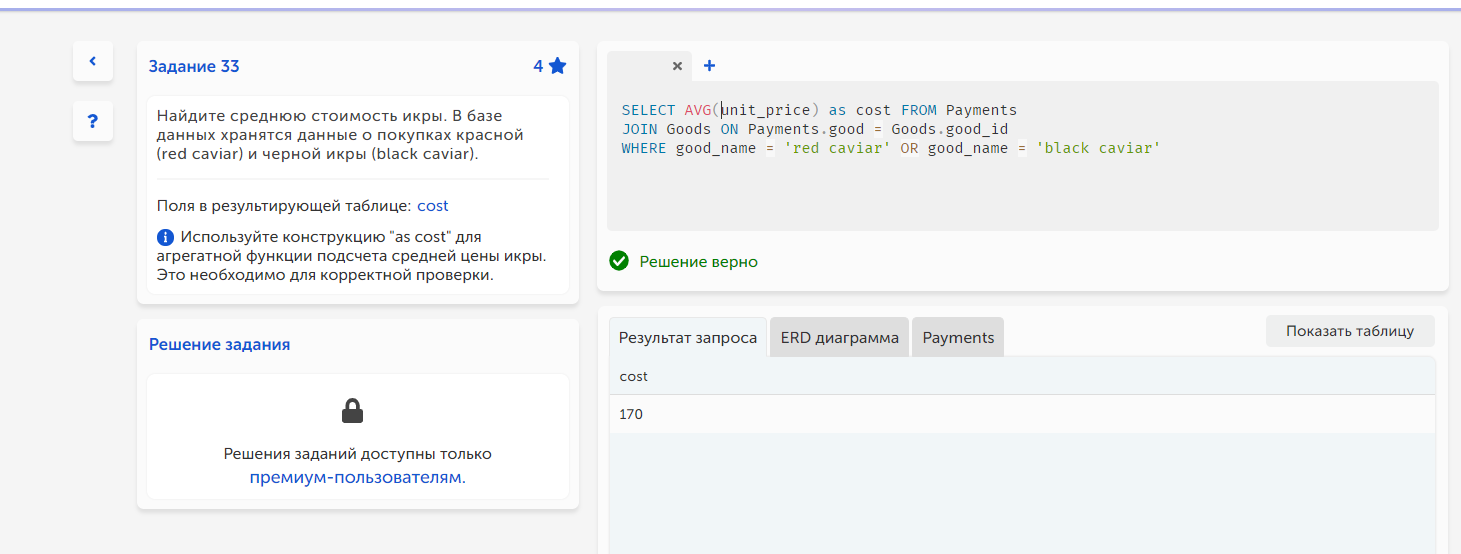 Задание 33
4
Найдите среднюю стоимость икры. В базе
данных хранятся данные о покупках красной
(red caviar) и черной икры (black caviar).
Поля в результирующей таблице: cost
Используйте конструкцию "as cost" для
агрегатной функции подсчета средней цены икры.
Это необходимо для корректной проверки.
Решение задания
Решения заданий доступны только
премиум-пользователям.
SELECT AVG(unit_price) as cost FROM Payments
JOIN Goods ON Payments.good = Goods.good_id
WHERE good_name = 'red caviar' OR good_name = 'black caviar'
Решение верно
Результат запроса
ERD диаграмма
Payments
Показать таблицу
cost
170